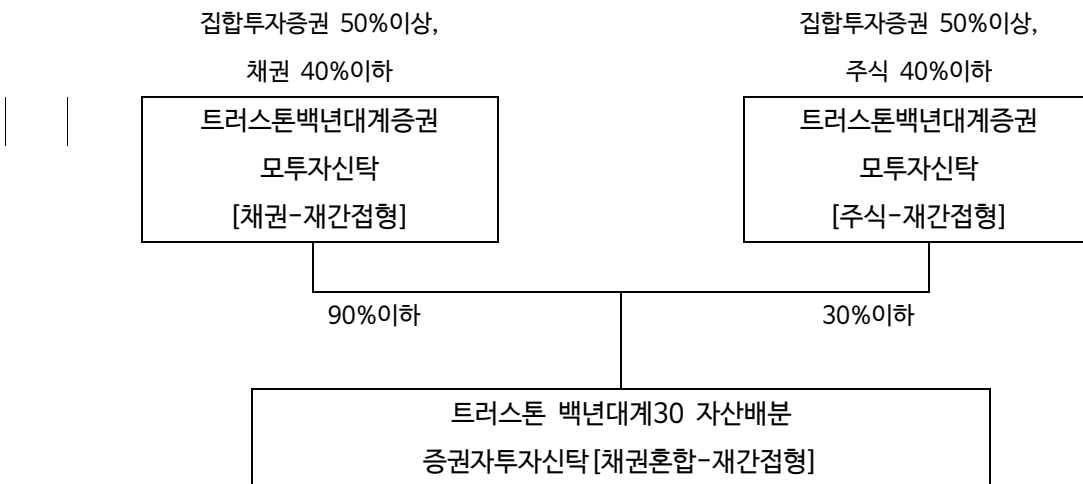 집합투자증권 50%이상,
채권 40%이하
트러스톤백년대계증권
모투자신탁
[채권-재간접형]
집합투자증권 50%이상,
주식 40%이하
트러스톤백년대계증권
모투자신탁
[주식-재간접형]
90%이하
30%이하
트러스톤 백년대계30 자산배분
증권자투자신탁[채권혼합-재간접형]